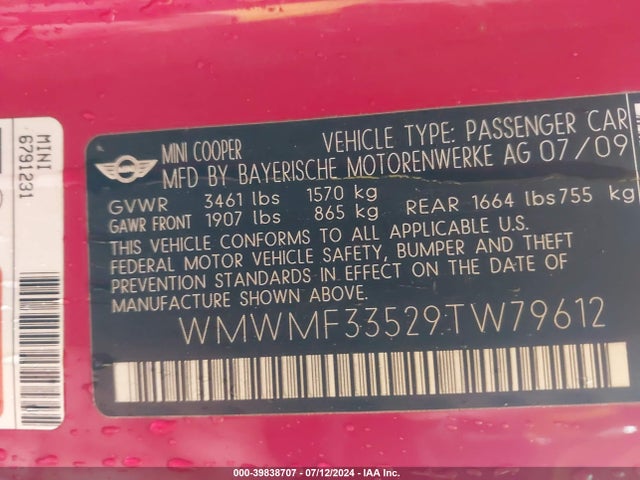 MINI COOPER
VEHICLE TYPE: PASSENGER CAR
MFD BY BAYERISCHE MOTORENWERKE AG 07/09
GVWR 3461 lbs 1570 kg
GAWR FRONT 1907 lbs 865 kg REAR 1664 lbs 755 kg
THIS VEHICLE CONFORMS TO ALL APPLICABLE U.S.
FEDERAL MOTOR VEHICLE SAFETY, BUMPER AND THEFT
PREVENTION STANDARDS IN EFFECT ON THE DATE OF
MANUFACTURE SHOWN ABOVE.
WMWMF33529TW79612
MINI
6791231
000-39838707 - 07/12/2024 - IAA Inc.